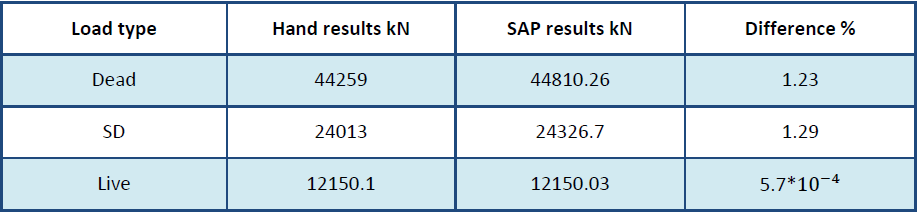 Load type Hand results kN SAP results kN Difference %
Dead 44259 44810.26 1.23
SD 24013 24326.7 1.29
Live 12150.1 12150.03 5.7*10⁻⁴